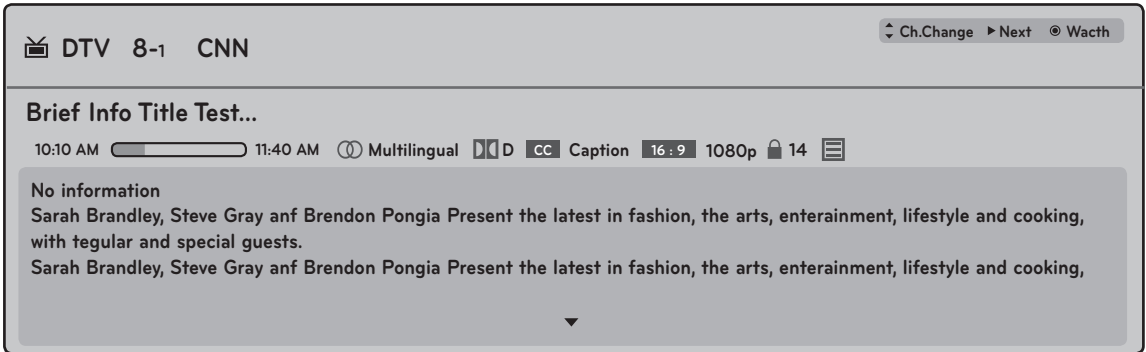 DTV 8-1 CNN
Ch.Change Next Wacth
Brief Info Title Test...
10:10 AM 11:40 AM Multilingual D CC Caption 16 : 9 1080p 14
No information
Sarah Brandley, Steve Gray anf Brendon Pongia Present the latest in fashion, the arts, enterainment, lifestyle and cooking,
with tegular and special guests.
Sarah Brandley, Steve Gray anf Brendon Pongia Present the latest in fashion, the arts, enterainment, lifestyle and cooking,